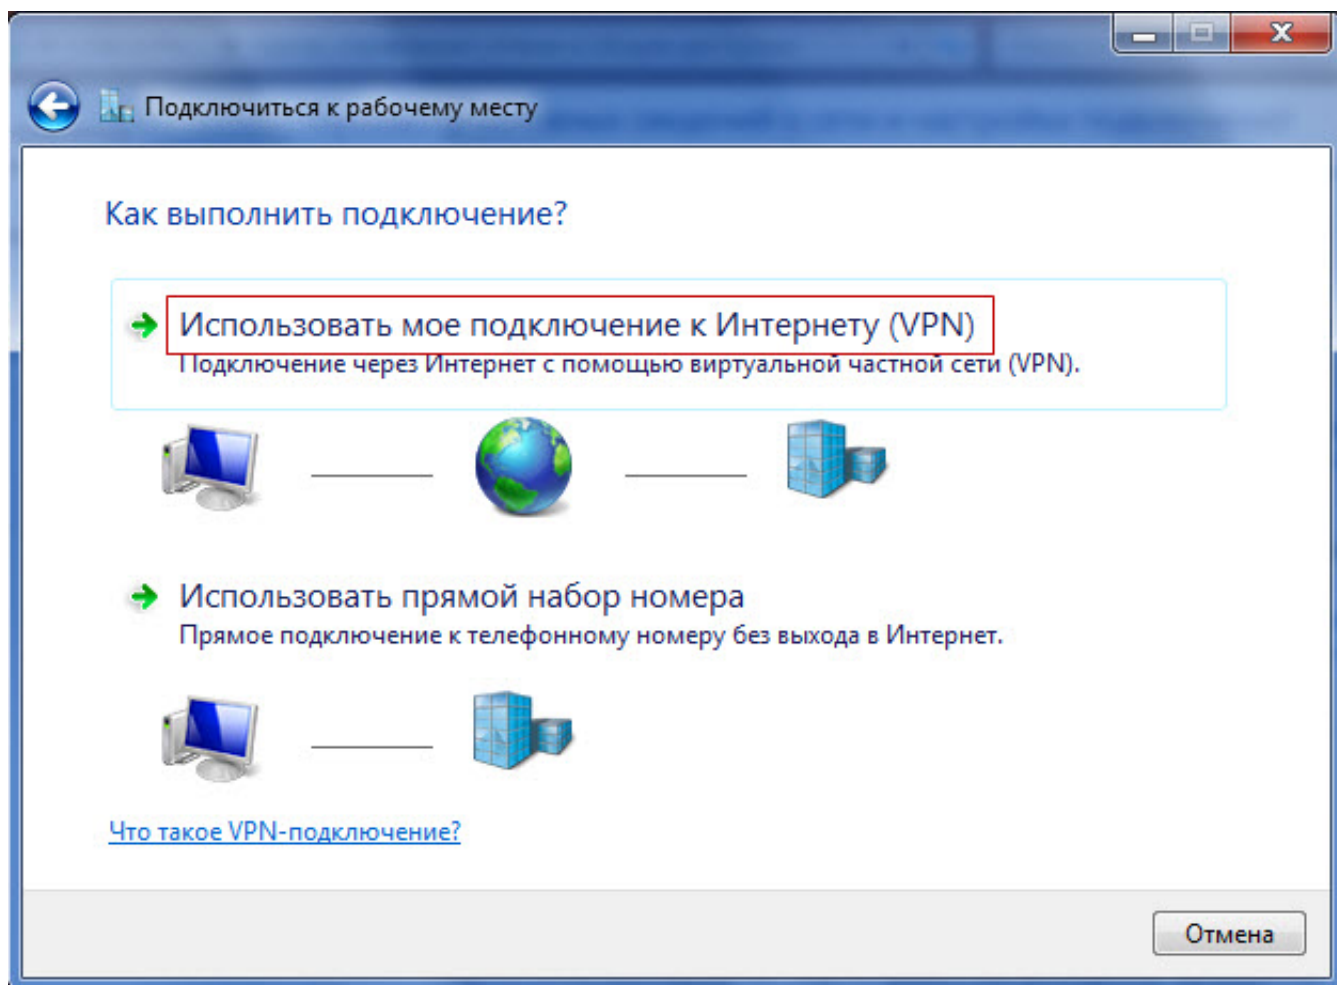 Подключиться к рабочему месту
Как выполнить подключение?
Использовать мое подключение к Интернету (VPN)
Подключение через Интернет с помощью виртуальной частной сети (VPN).
Использовать прямой набор номера
Прямое подключение к телефонному номеру без выхода в Интернет.
Что такое VPN-подключение?
Отмена